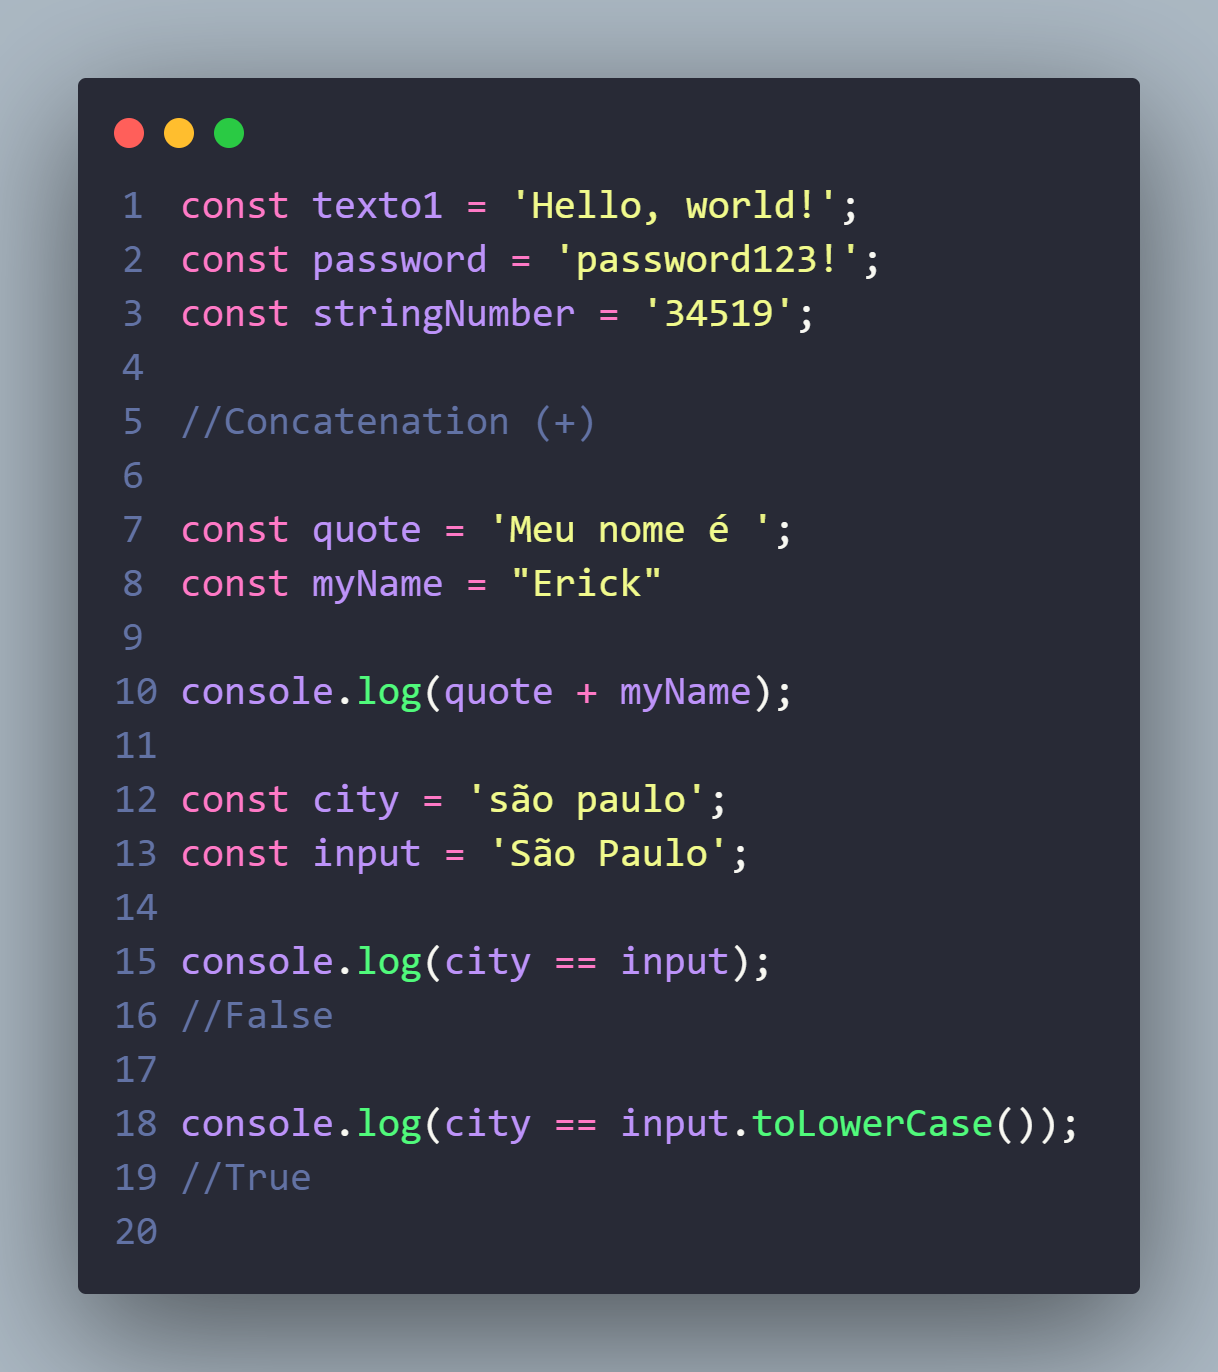 1 const texto1 = 'Hello, world!';
2 const password = 'password123!';
3 const stringNumber = '34519';
4
5 //Concatenation (+)
6
7 const quote = 'Meu nome é ';
8 const myName = "Erick"
9
10 console.log(quote + myName);
11
12 const city = 'são paulo';
13 const input = 'São Paulo';
14
15 console.log(city == input);
16 //False
17
18 console.log(city == input.toLowerCase());
19 //True
20